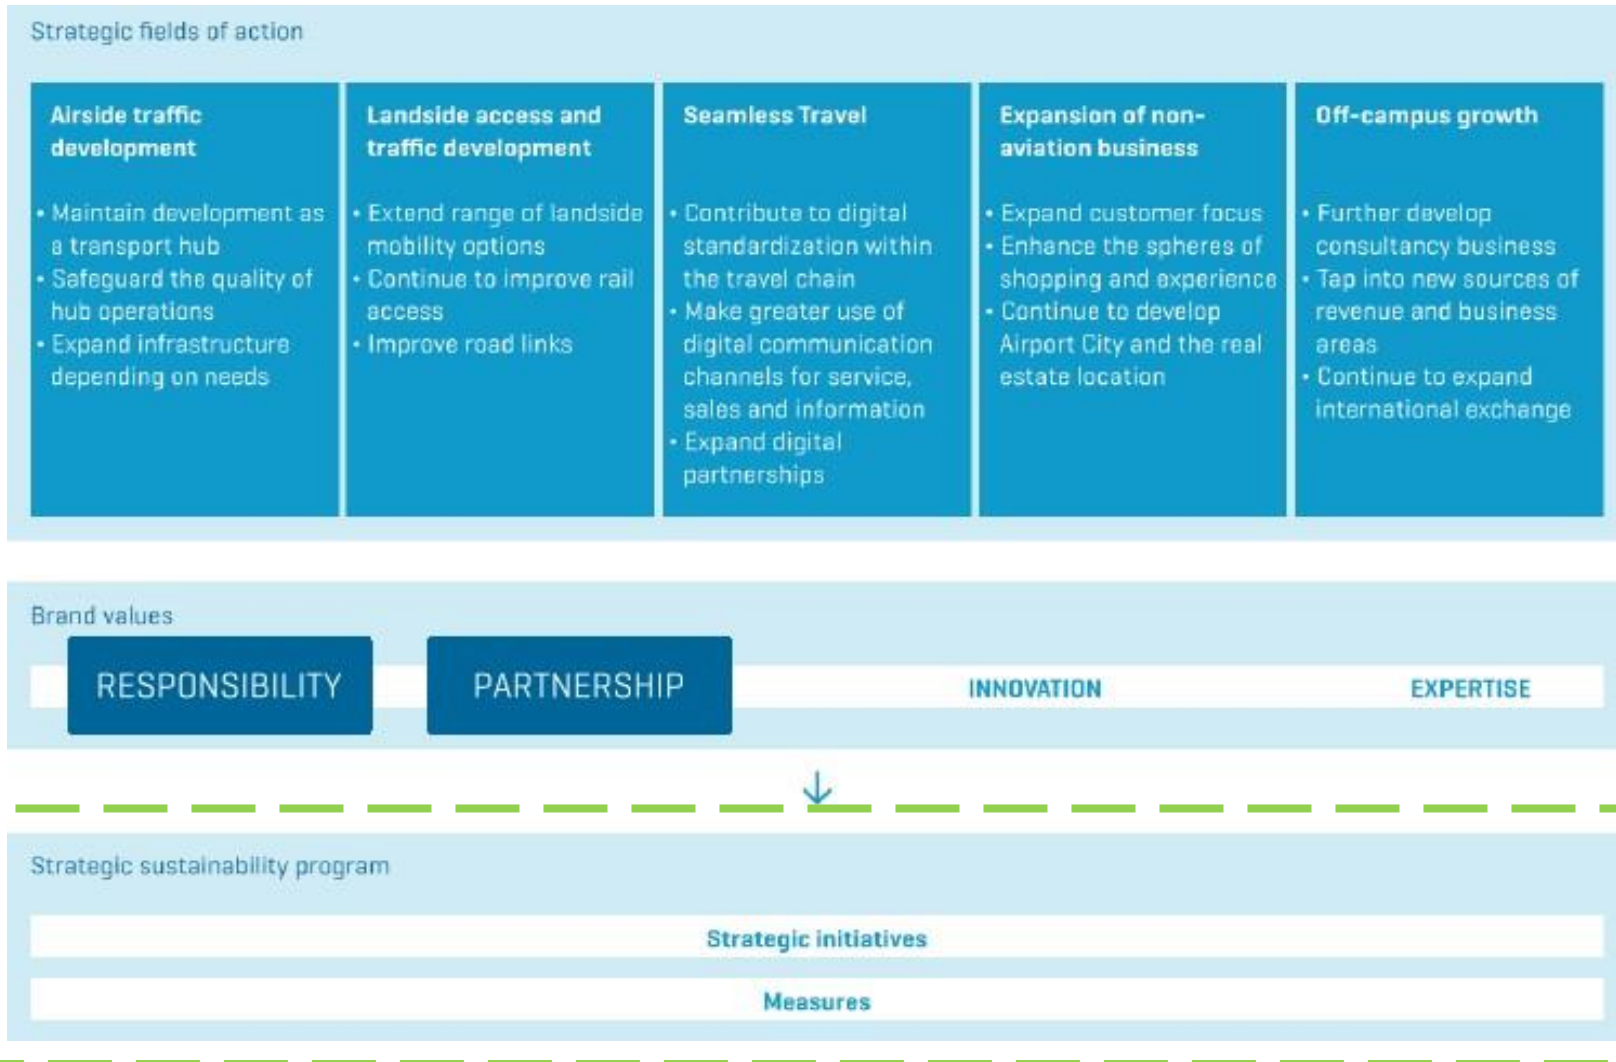 Strategic fields of action
Airside traffic
development
• Maintain development as
a transport hub
• Safeguard the quality of
hub operations
• Expand infrastructure
depending on needs
Landside access and
traffic development
• Extend range of landside
mobility options
• Continue to improve rail
access
• Improve road links
Seamless Travel
• Contribute to digital
standardization within
the travel chain
• Make greater use of
digital communication
channels for service,
sales and information
• Expand digital
partnerships
Expansion of non-
aviation business
• Expand customer focus
• Enhance the spheres of
shopping and experience
• Continue to develop
Airport City and the real
estate location
Off-campus growth
• Further develop
consultancy business
• Tap into new sources of
revenue and business
areas
• Continue to expand
international exchange
Brand values
RESPONSIBILITY
PARTNERSHIP
INNOVATION
EXPERTISE
Strategic sustainability program
Strategic initiatives
Measures